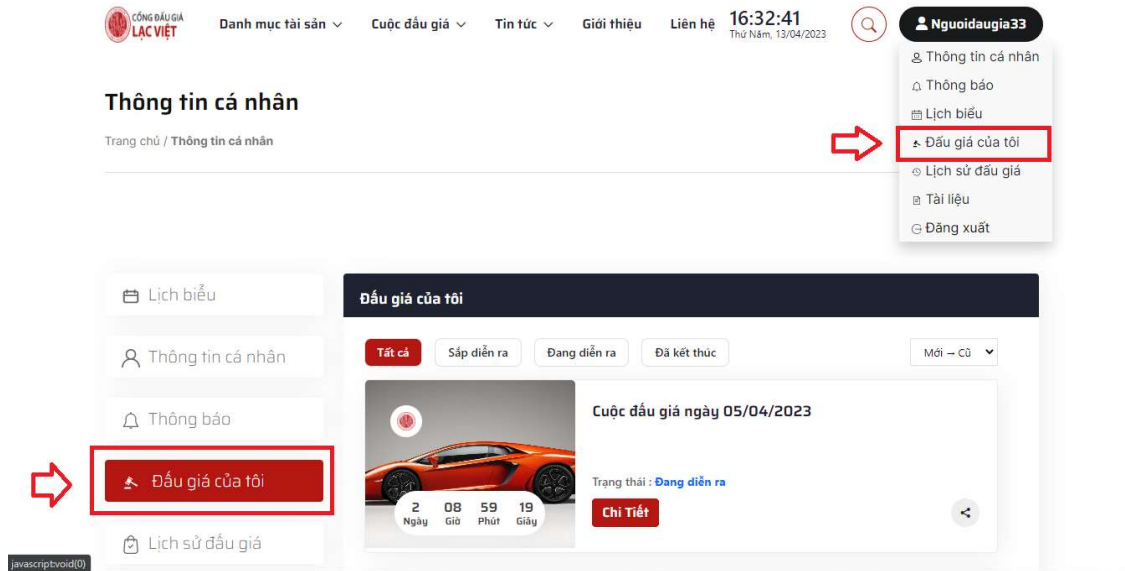 CỔNG ĐẤU GIÁ
LẠC VIỆT
Danh mục tài sản
Cuộc đấu giá
Tin tức
Giới thiệu
Liên hệ
16:32:41
Thứ Năm, 13/04/2023
Nguoidaugia33
Thông tin cá nhân
Thông báo
Lịch biểu
Đấu giá của tôi
Lịch sử đấu giá
Tài liệu
Đăng xuất
Thông tin cá nhân
Trang chủ / Thông tin cá nhân
Lịch biểu
Thông tin cá nhân
Thông báo
Đấu giá của tôi
Lịch sử đấu giá
Đấu giá của tôi
Tất cả
Sắp diễn ra
Đang diễn ra
Đã kết thúc
Mới → Cũ
Cuộc đấu giá ngày 05/04/2023
Trạng thái : Đang diễn ra
2 08 59 19
Ngày Giờ Phút Giây
Chi Tiết
javascript:void(0)